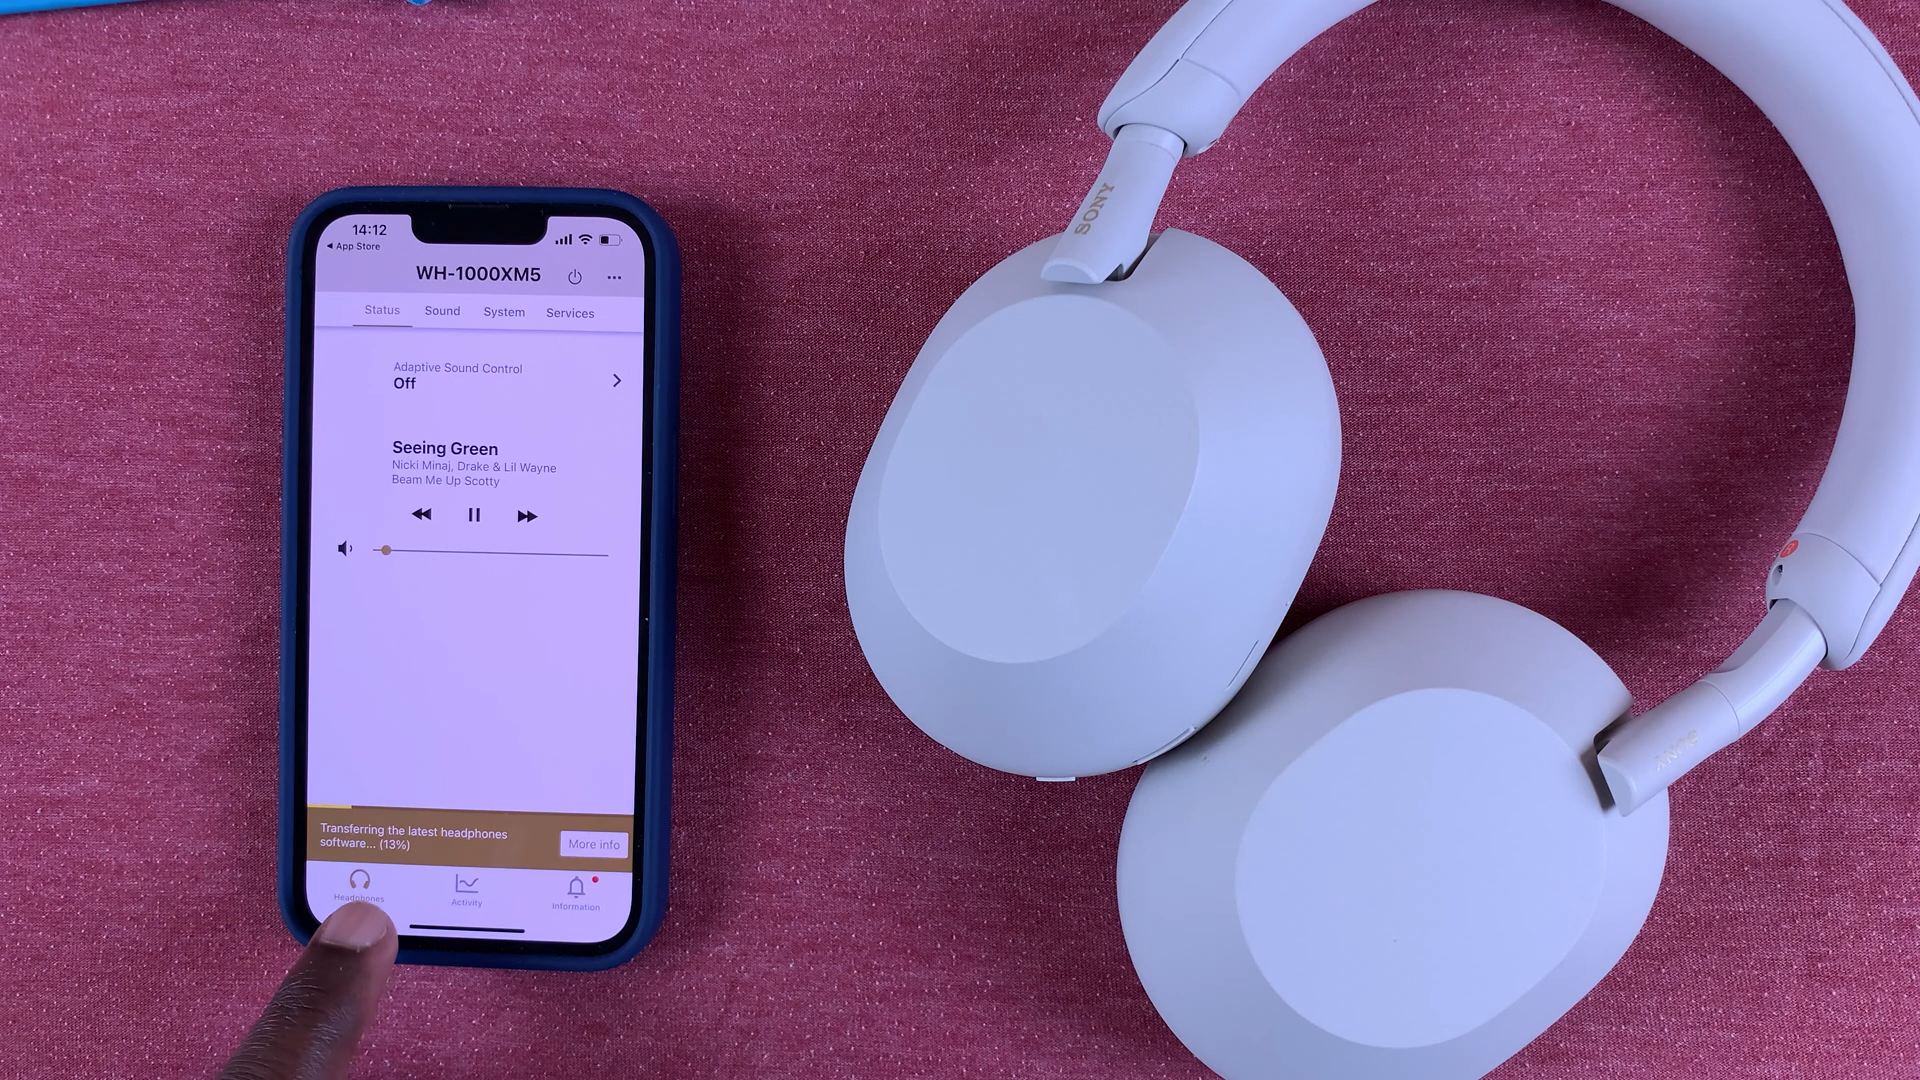 14:12
App Store
WH-1000XM5
Status Sound System Services
Adaptive Sound Control
Off
Seeing Green
Nicki Minaj, Drake & Lil Wayne
Beam Me Up Scotty
Transferring the latest headphones
software... (13%)
More info
Headphones Activity Information
SONY
SONY